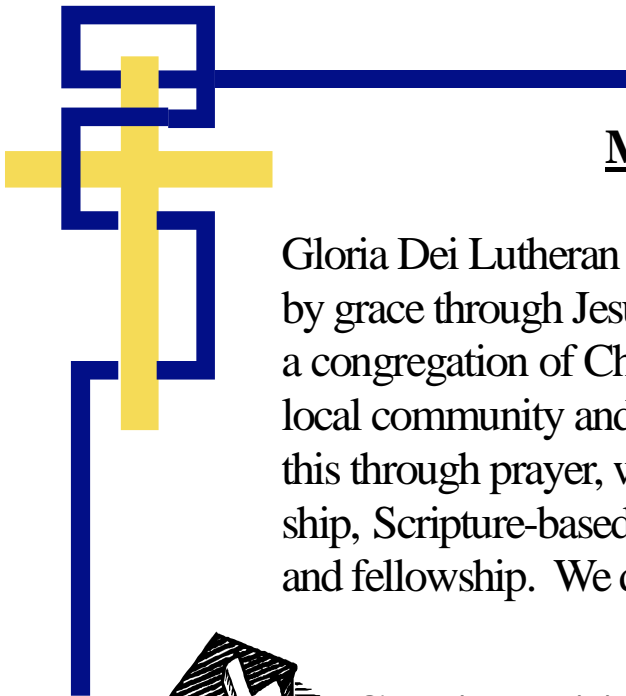 M
Gloria Dei Lutheran
by grace through Jesu
a congregation of Ch
local community and
this through prayer, w
ship, Scripture-based
and fellowship.  We